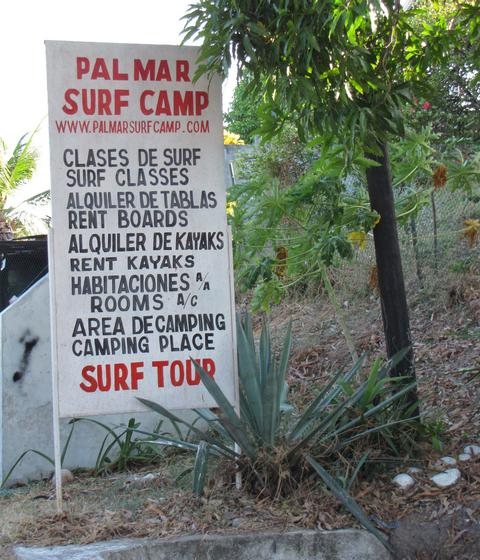 PALMAR
SURF CAMP
WWW.PALMARSURFCAMP.COM
CLASES DE SURF
SURF CLASSES
ALQUILER DE TABLAS
RENT BOARDS
ALQUILER DE KAYAKS
RENT KAYAKS
HABITACIONES A/A
ROOMS A/C
AREA DE CAMPING
CAMPING PLACE
SURF TOUR